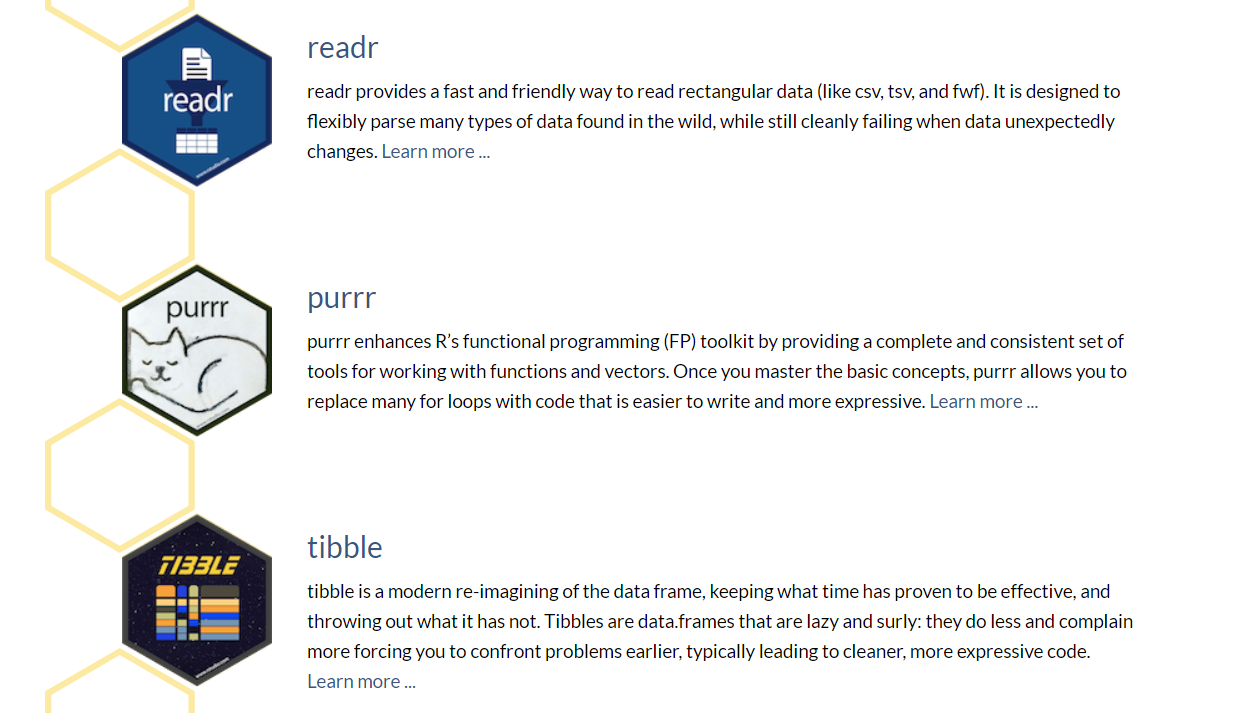 readr
readr
readr provides a fast and friendly way to read rectangular data (like csv, tsv, and fwf). It is designed to
flexibly parse many types of data found in the wild, while still cleanly failing when data unexpectedly
changes. Learn more ...
purrr
purrr
purrr enhances R’s functional programming (FP) toolkit by providing a complete and consistent set of
tools for working with functions and vectors. Once you master the basic concepts, purrr allows you to
replace many for loops with code that is easier to write and more expressive. Learn more ...
TIBBLE
tibble
tibble is a modern re-imagining of the data frame, keeping what time has proven to be effective, and
throwing out what it has not. Tibbles are data.frames that are lazy and surly: they do less and complain
more forcing you to confront problems earlier, typically leading to cleaner, more expressive code.
Learn more ...